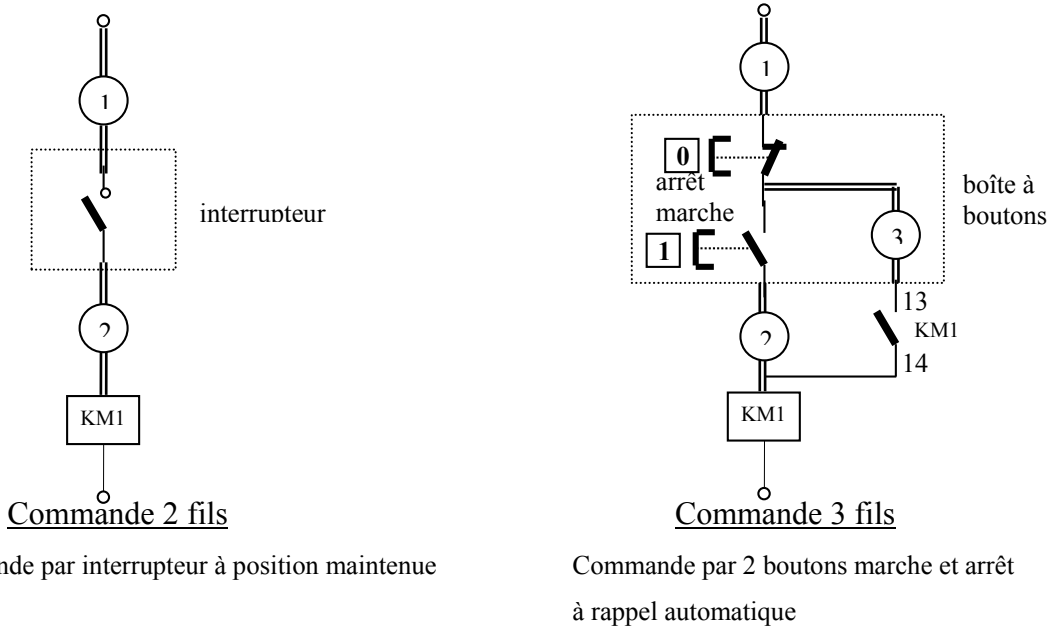 1
interrupteur
2
KM1
Commande 2 fils
nde par interrupteur à position maintenue
1
0
arrêt
marche
1
boîte à
boutons
3
13
KM1
14
2
KM1
Commande 3 fils
Commande par 2 boutons marche et arrêt
à rappel automatique